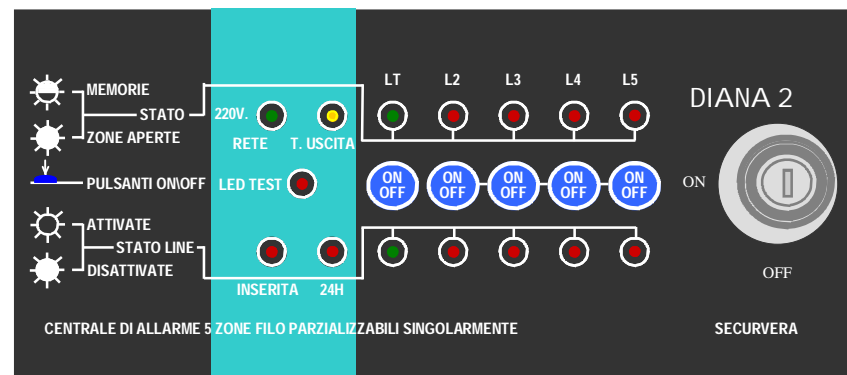 MEMORIE
STATO
ZONE APERTE
PULSANTI ON\OFF
ATTIVATE
STATO LINE
DISATTIVATE
220V.
RETE T. USCITA
LED TEST
INSERITA 24H
LT L2 L3 L4 L5
ON OFF ON OFF ON OFF ON OFF ON OFF
DIANA 2
ON
OFF
CENTRALE DI ALLARME 5 ZONE FILO PARZIALIZZABILI SINGOLARMENTE
SECURVERA